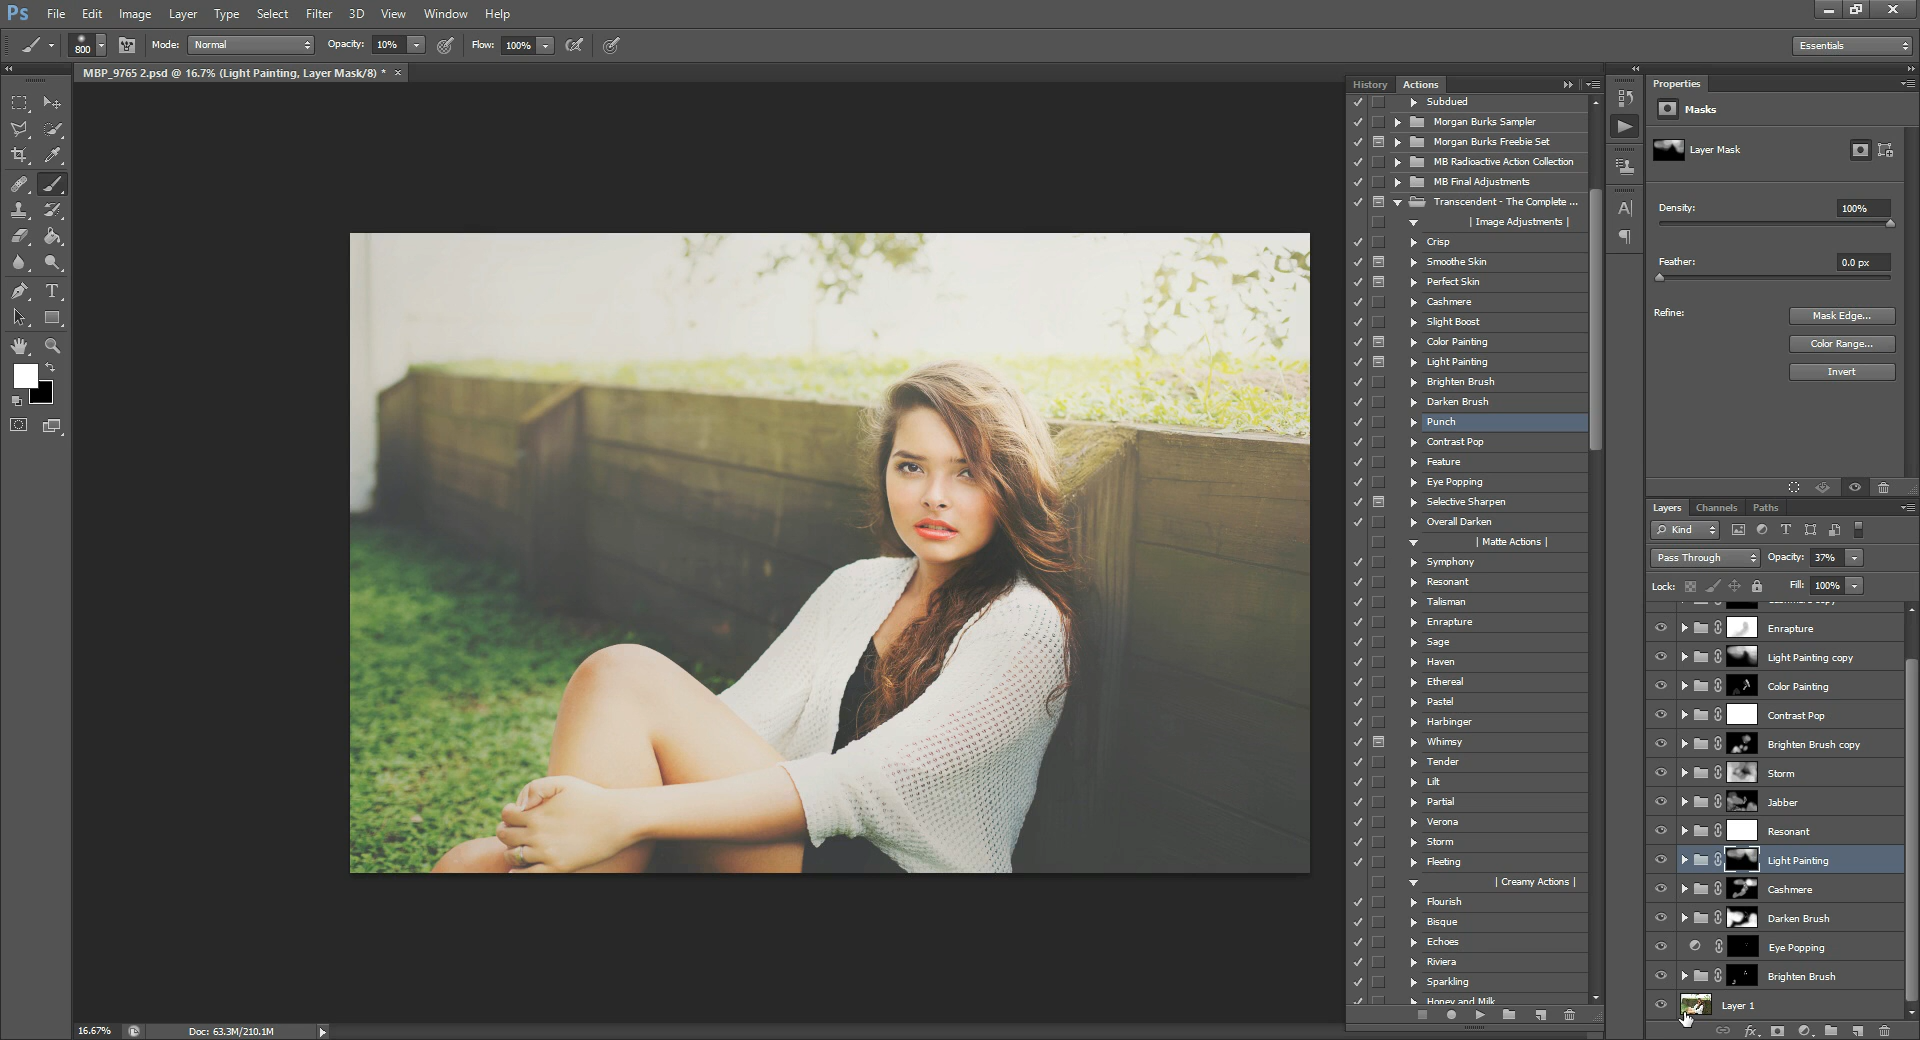 Ps File Edit Image Layer Type Select Filter 3D View Window Help
800 Mode: Normal Opacity: 10% Flow: 100% Essentials
MBP_9765 2.psd @ 16.7% (Light Painting, Layer Mask/8) * ×
History Actions
Subdued
Morgan Burks Sampler
Morgan Burks Freebie Set
MB Radioactive Action Collection
MB Final Adjustments
Transcendent - The Complete ...
| Image Adjustments |
Crisp
Smoothe Skin
Perfect Skin
Cashmere
Slight Boost
Color Painting
Light Painting
Brighten Brush
Darken Brush
Punch
Contrast Pop
Feature
Eye Popping
Selective Sharpen
Overall Darken
| Matte Actions |
Symphony
Resonant
Talisman
Enrapture
Sage
Haven
Ethereal
Pastel
Harbinger
Whimsy
Tender
Lilt
Partial
Verona
Storm
Fleeting
| Creamy Actions |
Flourish
Bisque
Echoes
Riviera
Sparkling
Honey and Milk
Properties
Masks
Layer Mask
Density: 100%
Feather: 0.0 px
Refine: Mask Edge...
Color Range...
Invert
Layers Channels Paths
Kind
Pass Through Opacity: 37%
Lock: Fill: 100%
Cashmere copy
Enrapture
Light Painting copy
Color Painting
Contrast Pop
Brighten Brush copy
Storm
Jabber
Resonant
Light Painting
Cashmere
Darken Brush
Eye Popping
Brighten Brush
Layer 1
16.67% Doc: 63.3M/210.1M